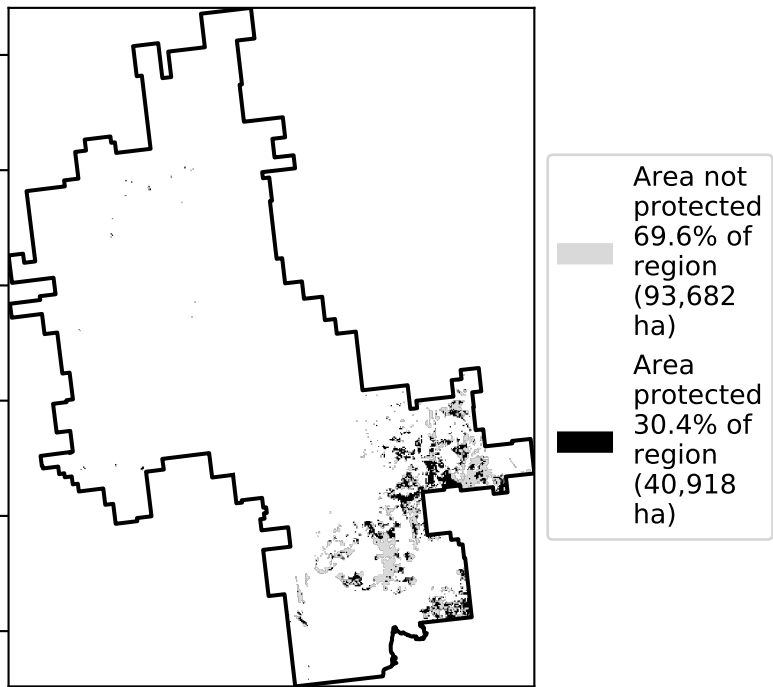 Area not
protected
69.6% of
region
(93,682
ha)
Area
protected
30.4% of
region
(40,918
ha)